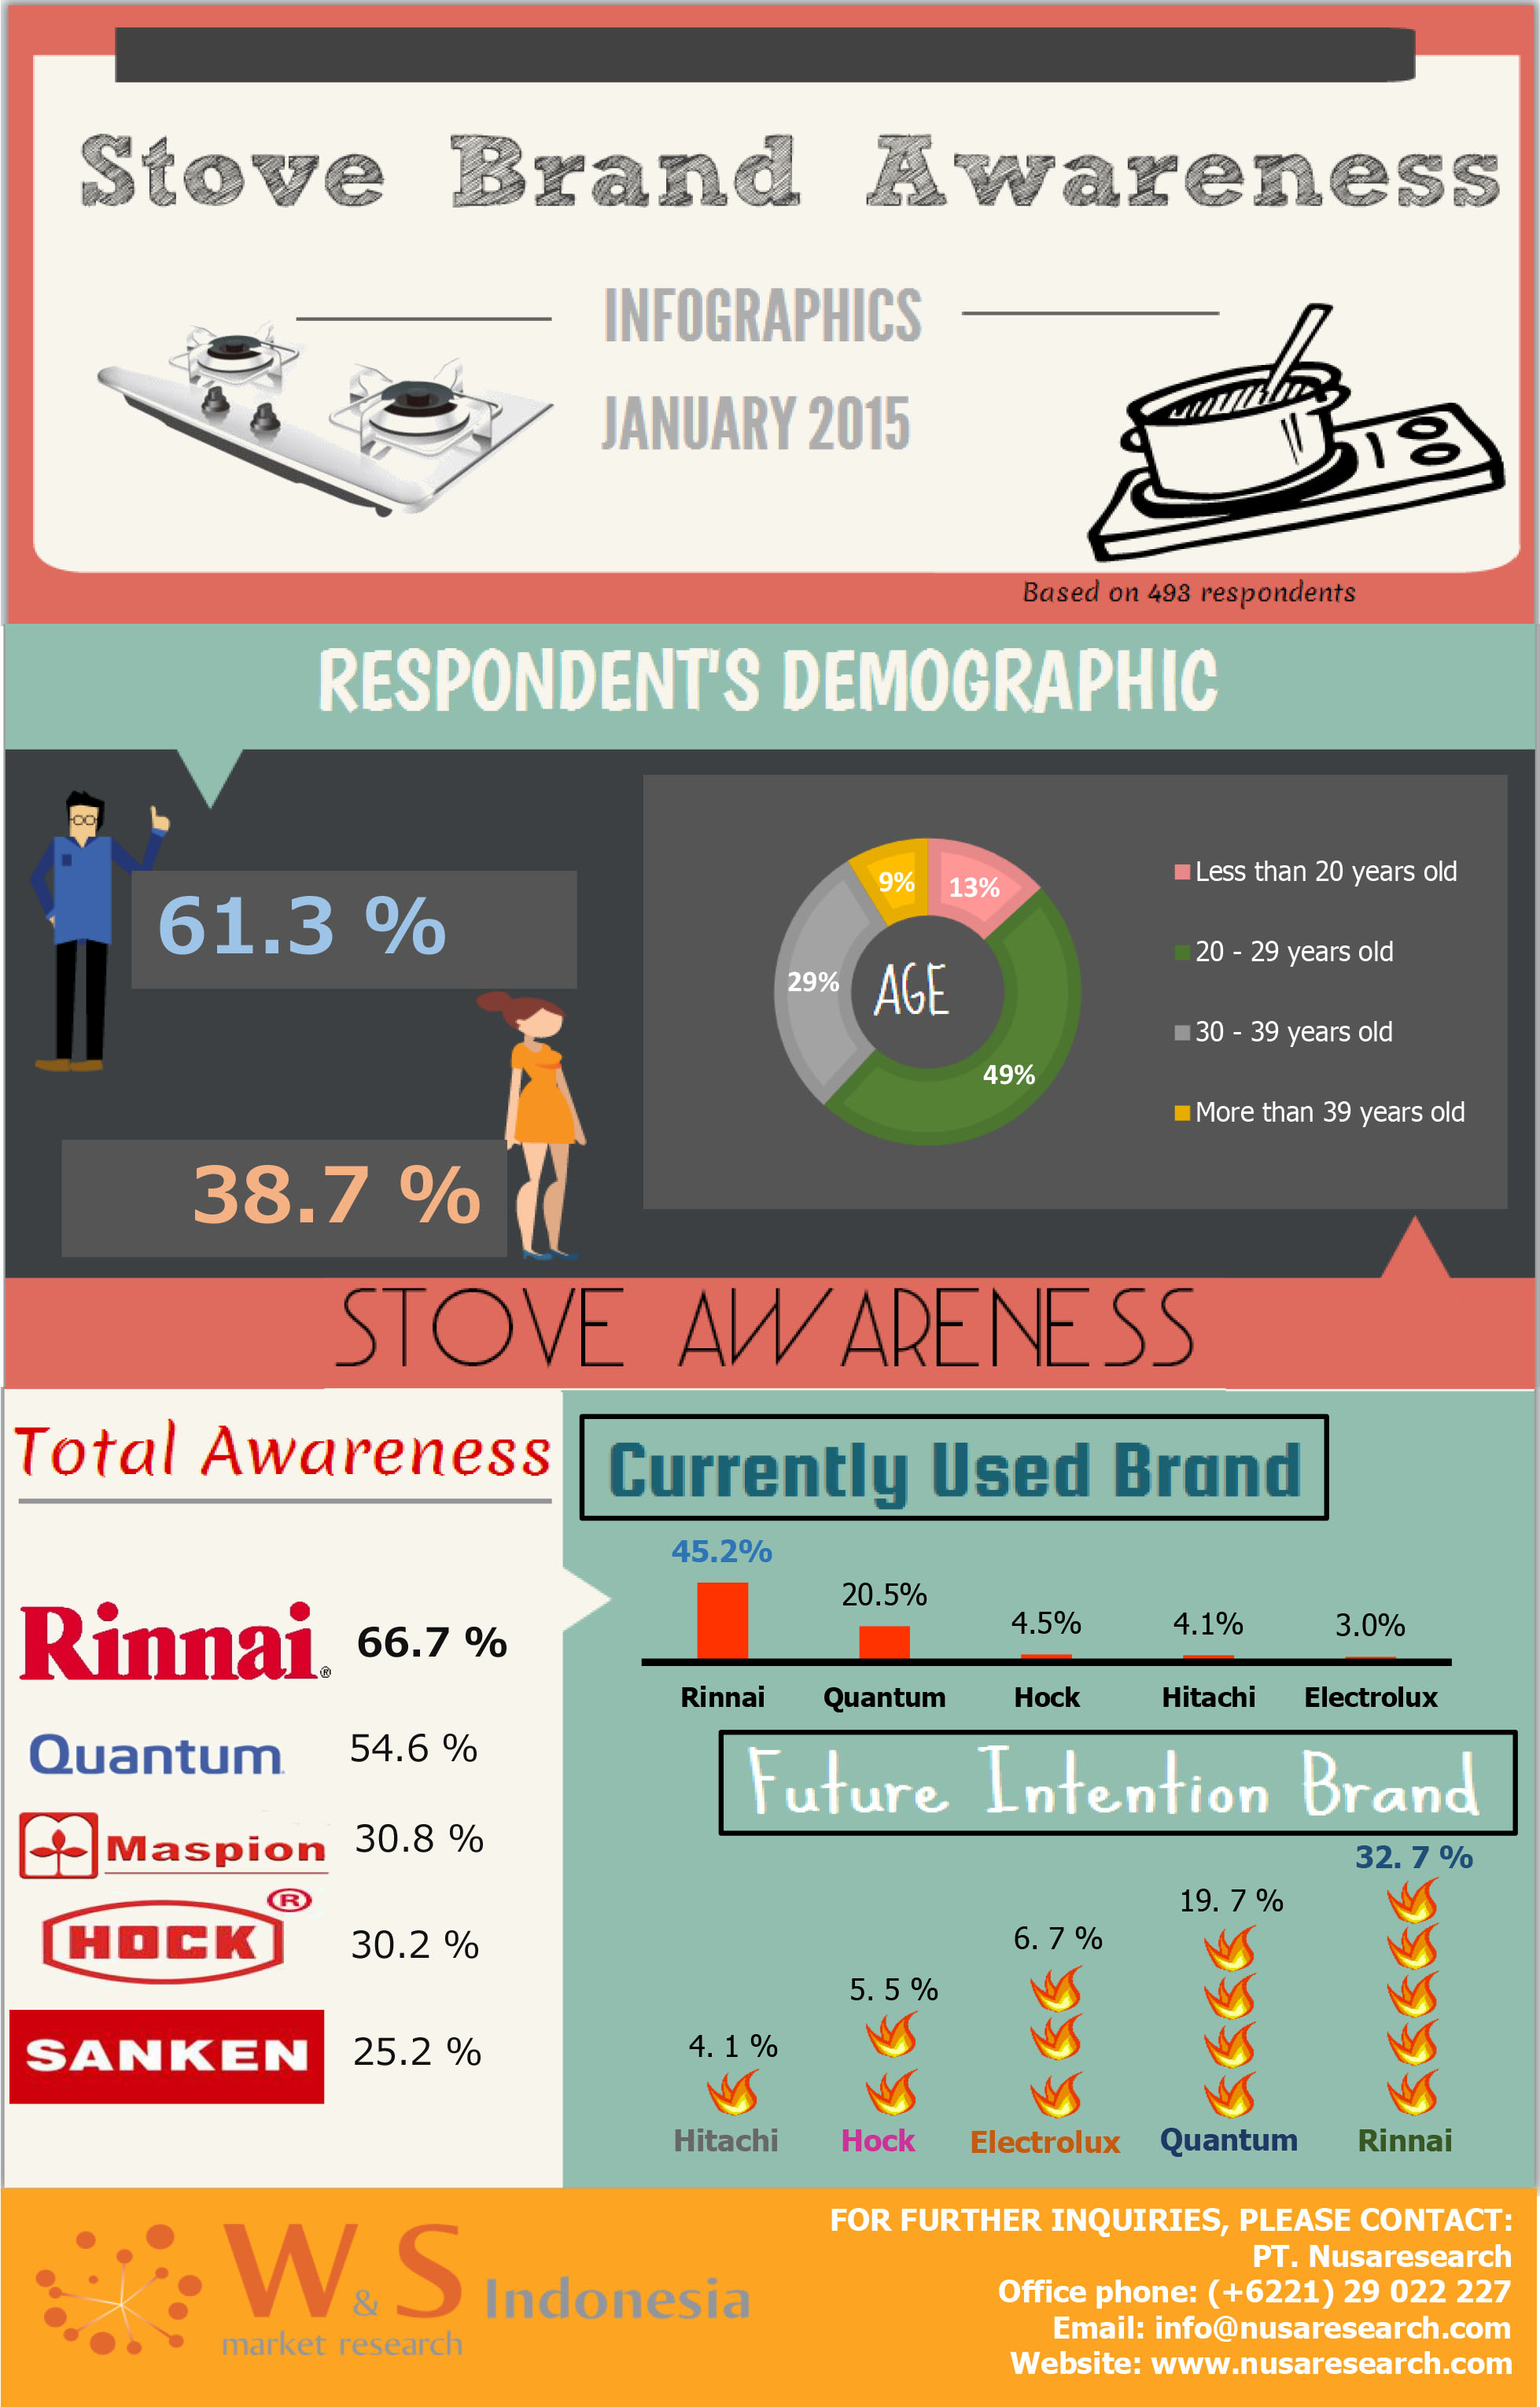 Stove Brand Awareness
INFOGRAPHICS
JANUARY 2015
Based on 493 respondents
RESPONDENT'S DEMOGRAPHIC
61.3 %
38.7 %
9%
13%
29%
49%
AGE
Less than 20 years old
20 - 29 years old
30 - 39 years old
More than 39 years old
STOVE AWARENESS
Total Awareness
Rinnai® 66.7 %
Quantum 54.6 %
Maspion 30.8 %
HOCK® 30.2 %
SANKEN 25.2 %
Currently Used Brand
45.2% 20.5% 4.5% 4.1% 3.0%
Rinnai Quantum Hock Hitachi Electrolux
Future Intention Brand
4. 1 % 5. 5 % 6. 7 % 19. 7 % 32. 7 %
Hitachi Hock Electrolux Quantum Rinnai
W&S Indonesia
market research
FOR FURTHER INQUIRIES, PLEASE CONTACT:
PT. Nusaresearch
Office phone: (+6221) 29 022 227
Email: info@nusaresearch.com
Website: www.nusaresearch.com